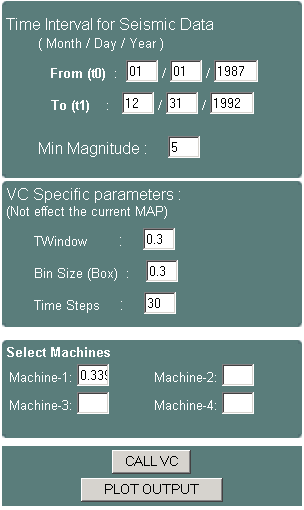 Time Interval for Seismic Data
( Month / Day / Year )
From (t0) : 01 / 01 / 1987
To (t1) : 12 / 31 / 1992
Min Magnitude : 5
VC Specific parameters :
(Not effect the current MAP)
TWindow : 0.3
Bin Size (Box) : 0.3
Time Steps : 30
Select Machines
Machine-1: 0.339 Machine-2:
Machine-3: Machine-4:
CALL VC
PLOT OUTPUT